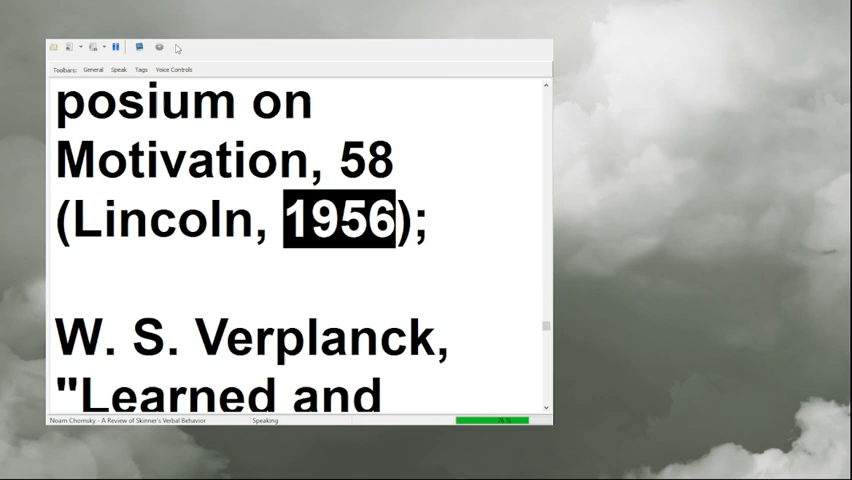 Toolbars: General Speak Tags Voice Controls
posium on
Motivation, 58
(Lincoln, 1956);
W. S. Verplanck,
"Learned and
Noam Chomsky - A Review of Skinner's Verbal Behavior Speaking